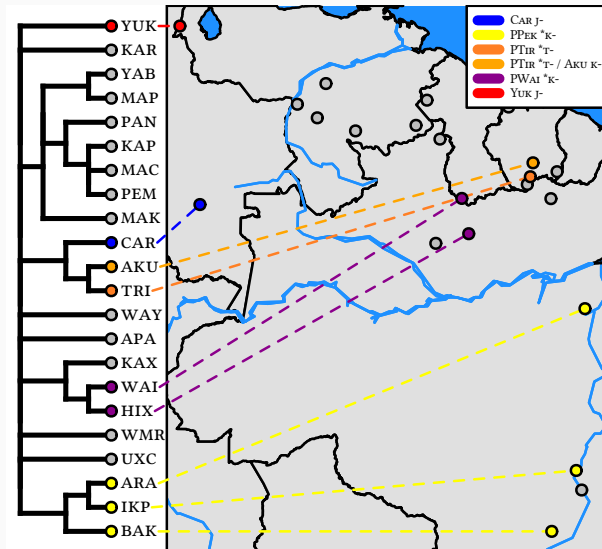 YUK
KAR
YAB
MAP
PAN
KAP
MAC
PEM
MAK
CAR
AKU
TRI
WAY
APA
KAX
WAI
HIX
WMR
UXC
ARA
IKP
BAK
CAR J-
PPEK *K-
PTIR *T-
PTIR *T- / AKU K-
PWAI *K-
YUK J-